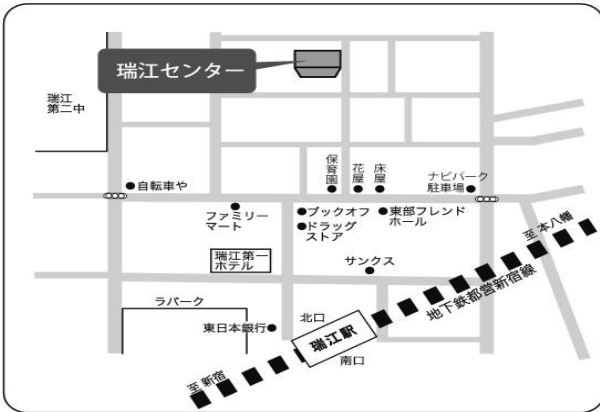 瑞江センター
瑞江
第二中
保育園
花屋
床屋
ナビパーク
駐車場
自転車や
ファミリー
マート
ブックオフ
ドラッグ
ストア
東部フレンド
ホール
至 本八幡
瑞江第一
ホテル
サンクス
地下鉄都営新宿線
ラパーク
北口
東日本銀行
瑞江駅
南口
至 新宿